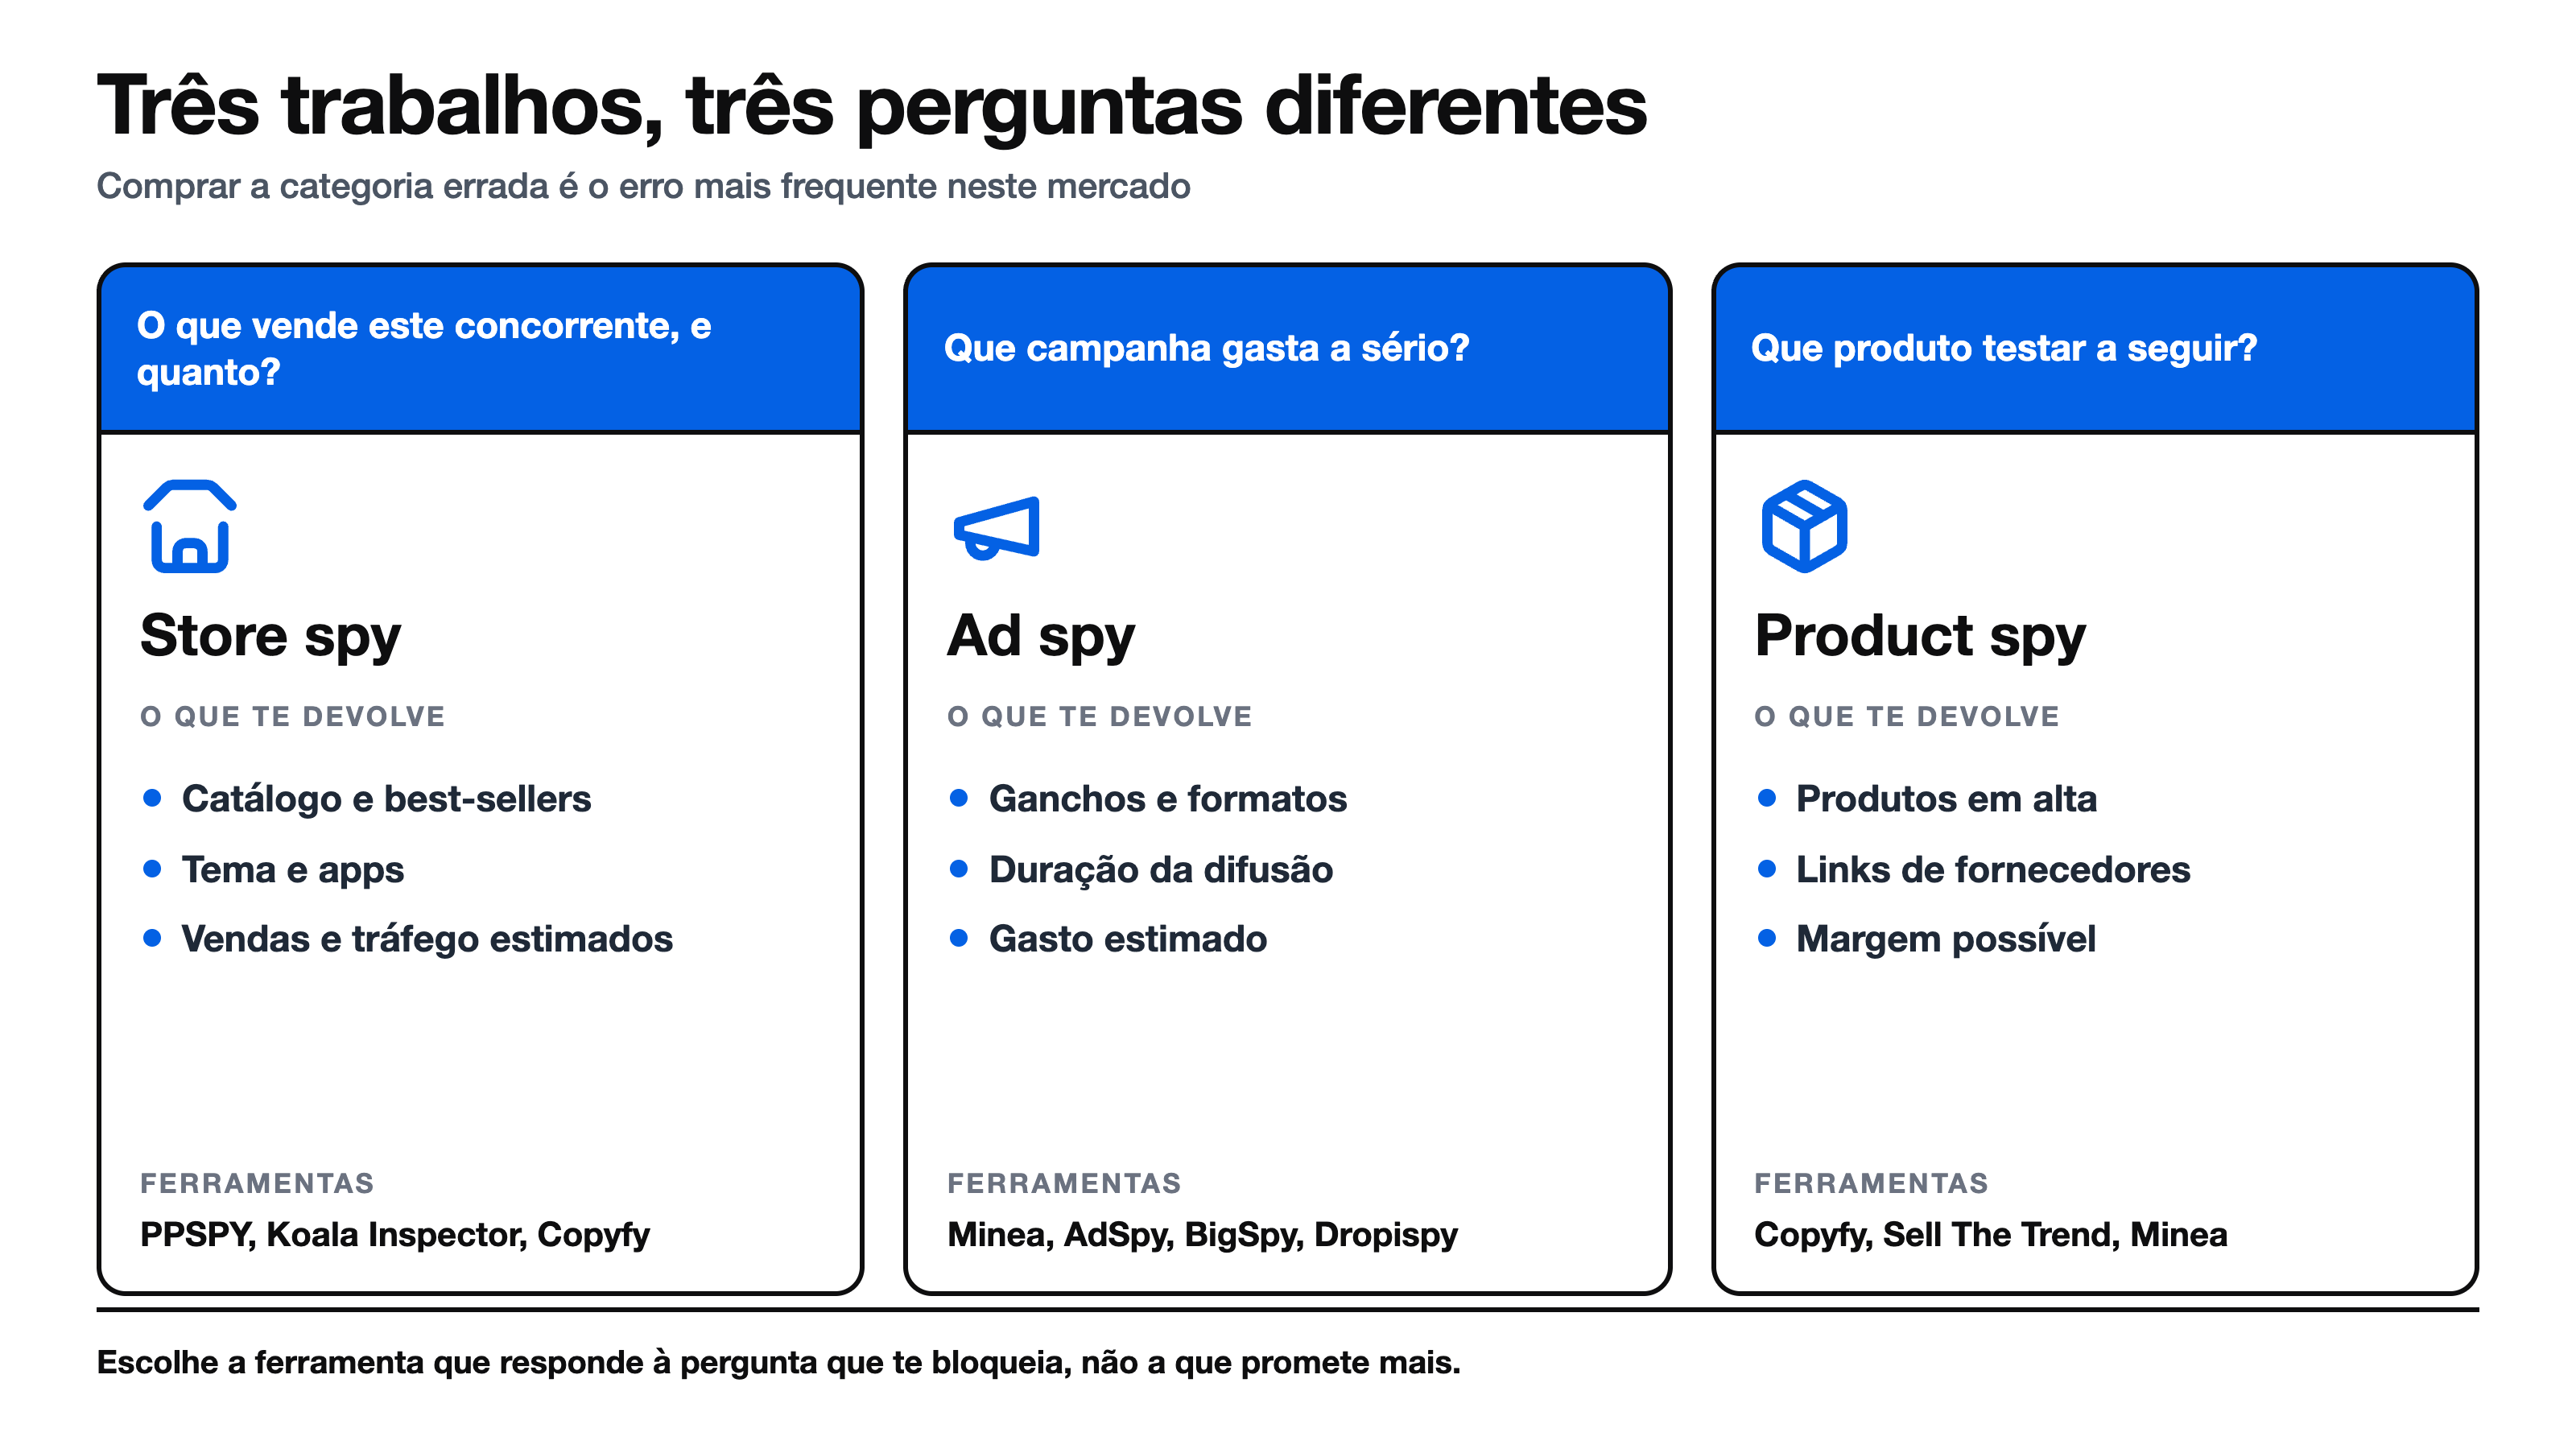 Três trabalhos, três perguntas diferentes
Comprar a categoria errada é o erro mais frequente neste mercado
O que vende este concorrente, e
quanto?
Store spy
O QUE TE DEVOLVE
Catálogo e best-sellers
Tema e apps
Vendas e tráfego estimados
FERRAMENTAS
PPSPY, Koala Inspector, Copyfy
Que campanha gasta a sério?
Ad spy
O QUE TE DEVOLVE
Ganchos e formatos
Duração da difusão
Gasto estimado
FERRAMENTAS
Minea, AdSpy, BigSpy, Dropispy
Que produto testar a seguir?
Product spy
O QUE TE DEVOLVE
Produtos em alta
Links de fornecedores
Margem possível
FERRAMENTAS
Copyfy, Sell The Trend, Minea
Escolhe a ferramenta que responde à pergunta que te bloqueia, não a que promete mais.